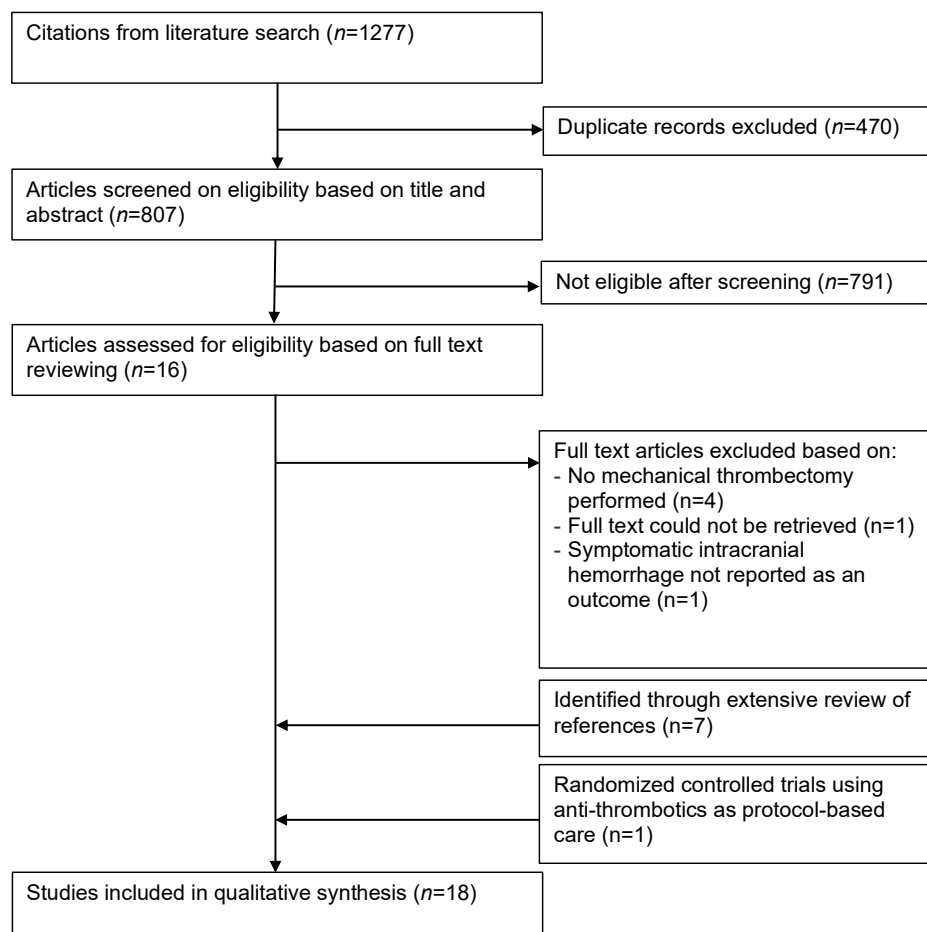 Citations from literature search (n=1277)
Duplicate records excluded (n=470)
Articles screened on eligibility based on title and
abstract (n=807)
Not eligible after screening (n=791)
Articles assessed for eligibility based on full text
reviewing (n=16)
Full text articles excluded based on:
- No mechanical thrombectomy
performed (n=4)
- Full text could not be retrieved (n=1)
- Symptomatic intracranial
hemorrhage not reported as an
outcome (n=1)
Identified through extensive review of
references (n=7)
Randomized controlled trials using
anti-thrombotics as protocol-based
care (n=1)
Studies included in qualitative synthesis (n=18)